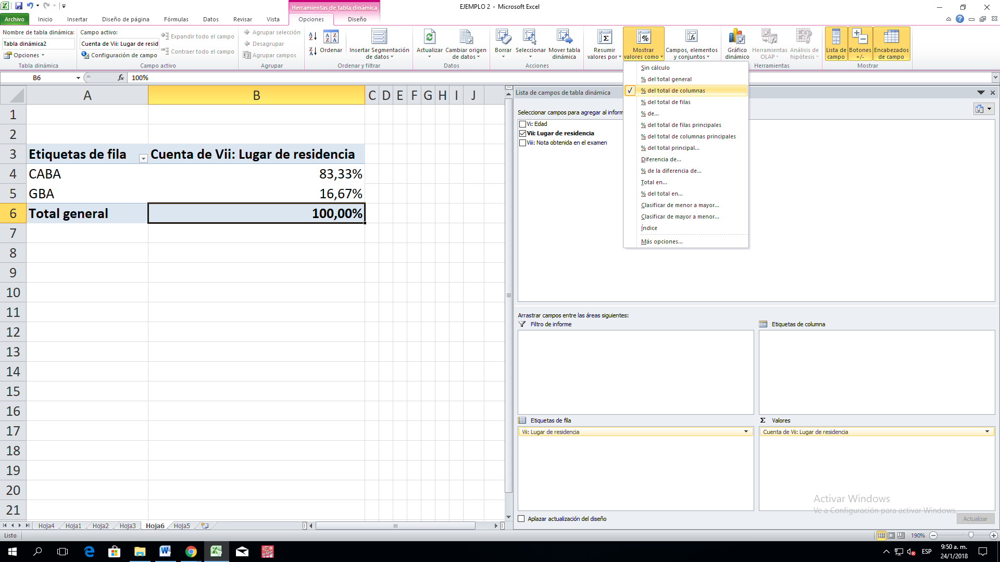 Herramientas de tabla dinámica
EJEMPLO 2 - Microsoft Excel
Archivo Inicio Insertar Diseño de página Fórmulas Datos Revisar Vista Opciones Diseño
Nombre de tabla dinámica:
Tabla dinámica2
Opciones
Tabla dinámica
Campo activo:
Cuenta de Vii: Lugar de resid
Configuración de campo
Expandir todo el campo
Contraer todo el campo
Campo activo
Agrupar selección
Desagrupar
Agrupar campos
Agrupar
Ordenar
Insertar Segmentación
de datos
Ordenar y filtrar
Actualizar
Cambiar origen
de datos
Datos
Borrar
Seleccionar
Mover tabla
dinámica
Acciones
Resumir
valores por
Mostrar
valores como
Campos, elementos
y conjuntos
Gráfico
dinámico
Herramientas
OLAP
Análisis de
hipótesis
Herramientas
Lista de
campo
Botones
+/-
Encabezados
de campo
Mostrar
B6
fx
100%
Sin cálculo
% del total general
% del total de columnas
% del total de filas
% de...
% del total de filas principales
% del total de columnas principales
% del total principal...
Diferencia de...
% de la diferencia de...
Total en...
% del total en...
Clasificar de menor a mayor...
Clasificar de mayor a menor...
Índice
Más opciones...
A B C D E F G H I J
1
2
3 Etiquetas de fila Cuenta de Vii: Lugar de residencia
4 CABA 83,33%
5 GBA 16,67%
6 Total general 100,00%
7
8
9
10
11
12
13
14
15
16
17
18
19
20
21
Lista de campos de tabla dinámica
Seleccionar campos para agregar al inform
Vi: Edad
Vii: Lugar de residencia
Viii: Nota obtenida en el examen
Arrastrar campos entre las áreas siguientes:
Filtro de informe
Etiquetas de columna
Etiquetas de fila
Σ Valores
Vii: Lugar de residencia
Cuenta de Vii: Lugar de residencia
Activar Windows
Ve a Configuración para activar Windows.
Aplazar actualización del diseño
Actualizar
Hoja4 Hoja1 Hoja2 Hoja3 Hoja6 Hoja5
Listo
190%
ESP
9:50 a. m.
24/1/2018